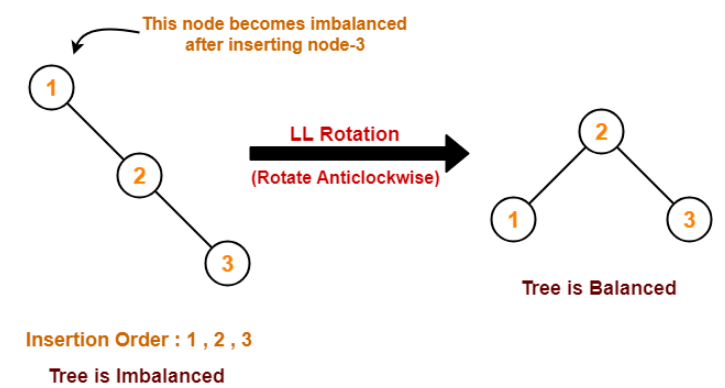 This node becomes imbalanced
after inserting node-3
1
2
3
LL Rotation
(Rotate Anticlockwise)
2
1
3
Tree is Balanced
Insertion Order : 1 , 2 , 3
Tree is Imbalanced